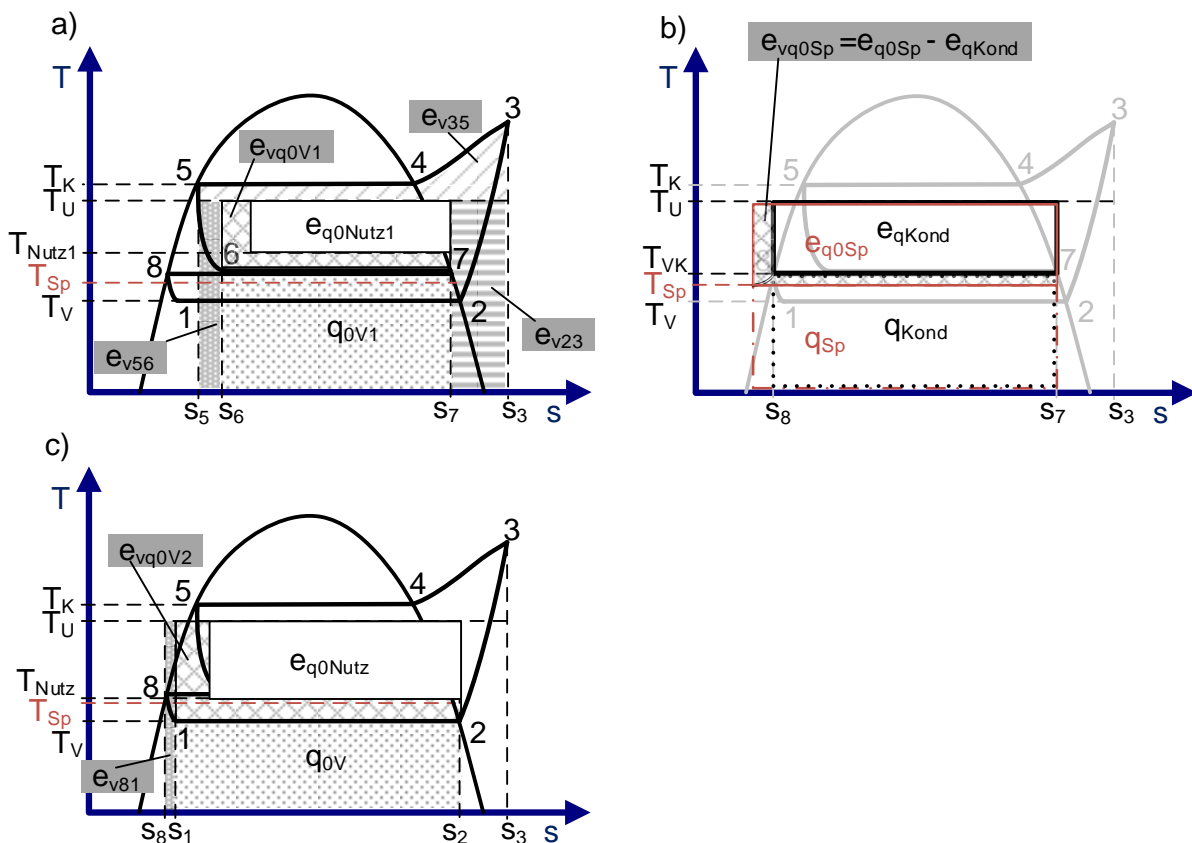 a)
T
3
e_v35
e_vq0V1
5
4
T_K
T_U
e_q0Nutz1
T_Nutz1
6
7
8
T_Sp
T_V
1
2
q_0V1
e_v56
e_v23
s_5
s_6
s_7
s_3
s
b)
e_vq0Sp =e_q0Sp - e_qKond
T
3
5
4
T_K
T_U
e_qKond
e_q0Sp
T_VK
8
7
T_Sp
T_V
1
2
q_Sp
q_Kond
s_8
s_7
s_3
s
c)
T
3
e_vq0V2
5
4
T_K
T_U
e_q0Nutz
T_Nutz
8
T_Sp
T_V
1
2
q_0V
e_v81
s_8
s_1
s_2
s_3
s